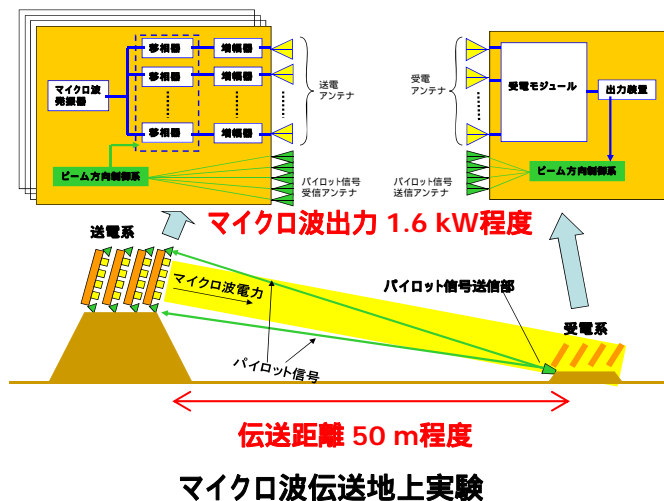 マイクロ波
発振器
移相器
増幅器
移相器
増幅器
移相器
増幅器
ビーム方向制御系
送電
アンテナ
パイロット信号
受信アンテナ
受電
アンテナ
パイロット信号
送信アンテナ
受電モジュール
出力装置
ビーム方向制御系
マイクロ波出力 1.6 kW程度
送電系
マイクロ波電力
パイロット信号送信部
受電系
パイロット信号
伝送距離 50 m程度
マイクロ波伝送地上実験